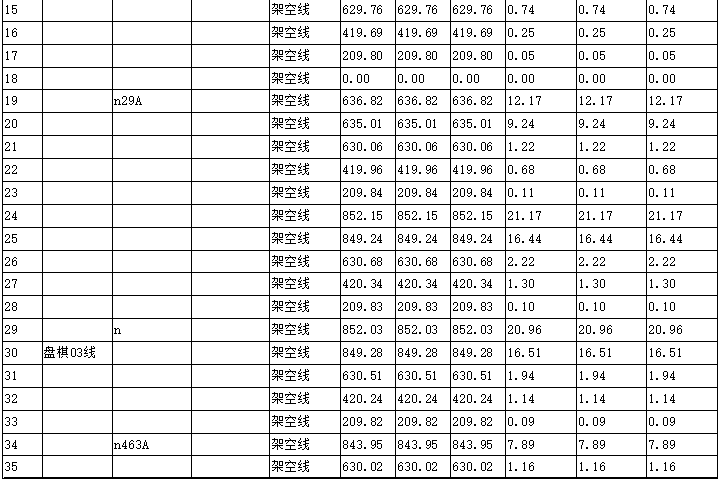 15 架空线 629.76 629.76 629.76 0.74 0.74 0.74
16 架空线 419.69 419.69 419.69 0.25 0.25 0.25
17 架空线 209.80 209.80 209.80 0.05 0.05 0.05
18 架空线 0.00 0.00 0.00 0.00 0.00 0.00
19 n29A 架空线 636.82 636.82 636.82 12.17 12.17 12.17
20 架空线 635.01 635.01 635.01 9.24 9.24 9.24
21 架空线 630.06 630.06 630.06 1.22 1.22 1.22
22 架空线 419.96 419.96 419.96 0.68 0.68 0.68
23 架空线 209.84 209.84 209.84 0.11 0.11 0.11
24 架空线 852.15 852.15 852.15 21.17 21.17 21.17
25 架空线 849.24 849.24 849.24 16.44 16.44 16.44
26 架空线 630.68 630.68 630.68 2.22 2.22 2.22
27 架空线 420.34 420.34 420.34 1.30 1.30 1.30
28 架空线 209.83 209.83 209.83 0.10 0.10 0.10
29 n 架空线 852.03 852.03 852.03 20.96 20.96 20.96
30 盘棋03线 架空线 849.28 849.28 849.28 16.51 16.51 16.51
31 架空线 630.51 630.51 630.51 1.94 1.94 1.94
32 架空线 420.24 420.24 420.24 1.14 1.14 1.14
33 架空线 209.82 209.82 209.82 0.09 0.09 0.09
34 n463A 架空线 843.95 843.95 843.95 7.89 7.89 7.89
35 架空线 630.02 630.02 630.02 1.16 1.16 1.16